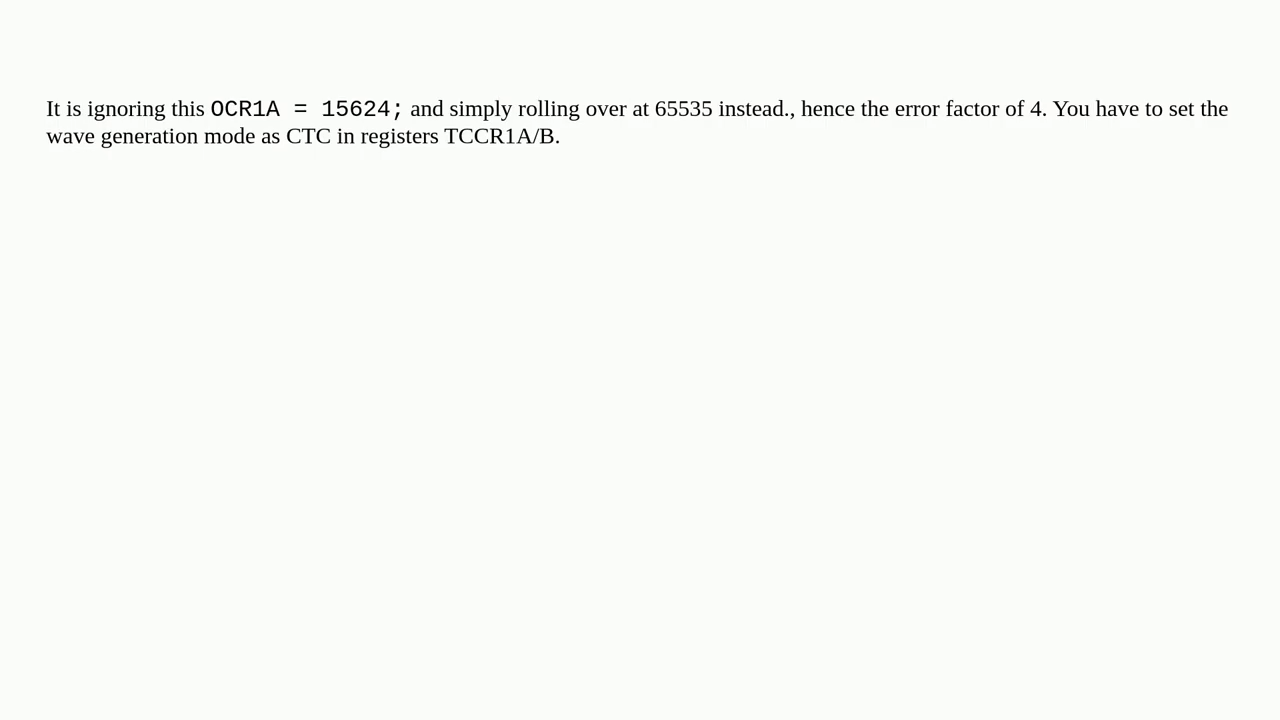 It is ignoring this OCR1A = 15624; and simply rolling over at 65535 instead., hence the error factor of 4. You have to set the
wave generation mode as CTC in registers TCCR1A/B.